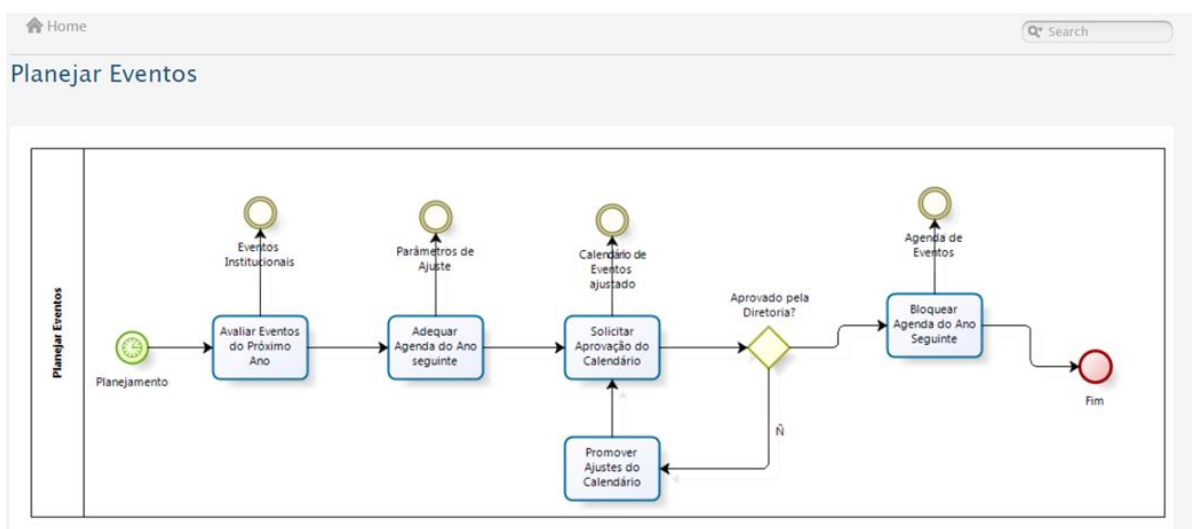 Home
Search
Planejar Eventos
Planejar Eventos
Planejamento
Eventos
Institucionais
Avaliar Eventos
do Próximo
Ano
Parâmetros de
Ajuste
Adequar
Agenda do Ano
seguinte
Calendário de
Eventos
ajustado
Solicitar
Aprovação do
Calendário
Promover
Ajustes do
Calendário
Aprovado pela
Diretoria?
Ñ
Agenda de
Eventos
Bloquear
Agenda do Ano
Seguinte
Fim